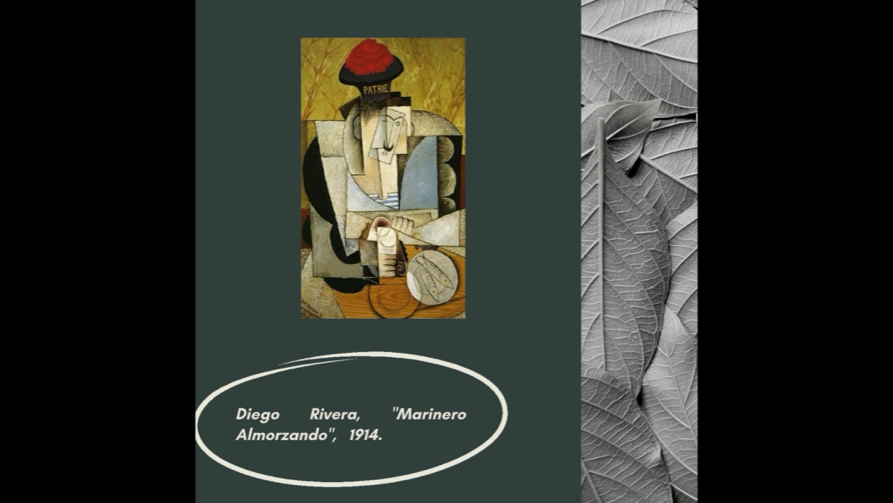 PATRIE
Diego Rivera, "Marinero
Almorzando", 1914.